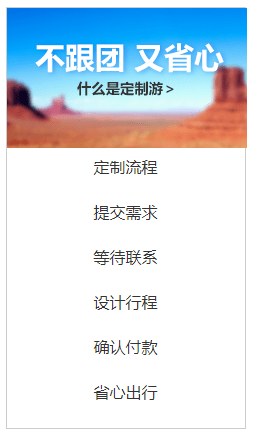 不跟团 又省心
什么是定制游 >
定制流程
提交需求
等待联系
设计行程
确认付款
省心出行